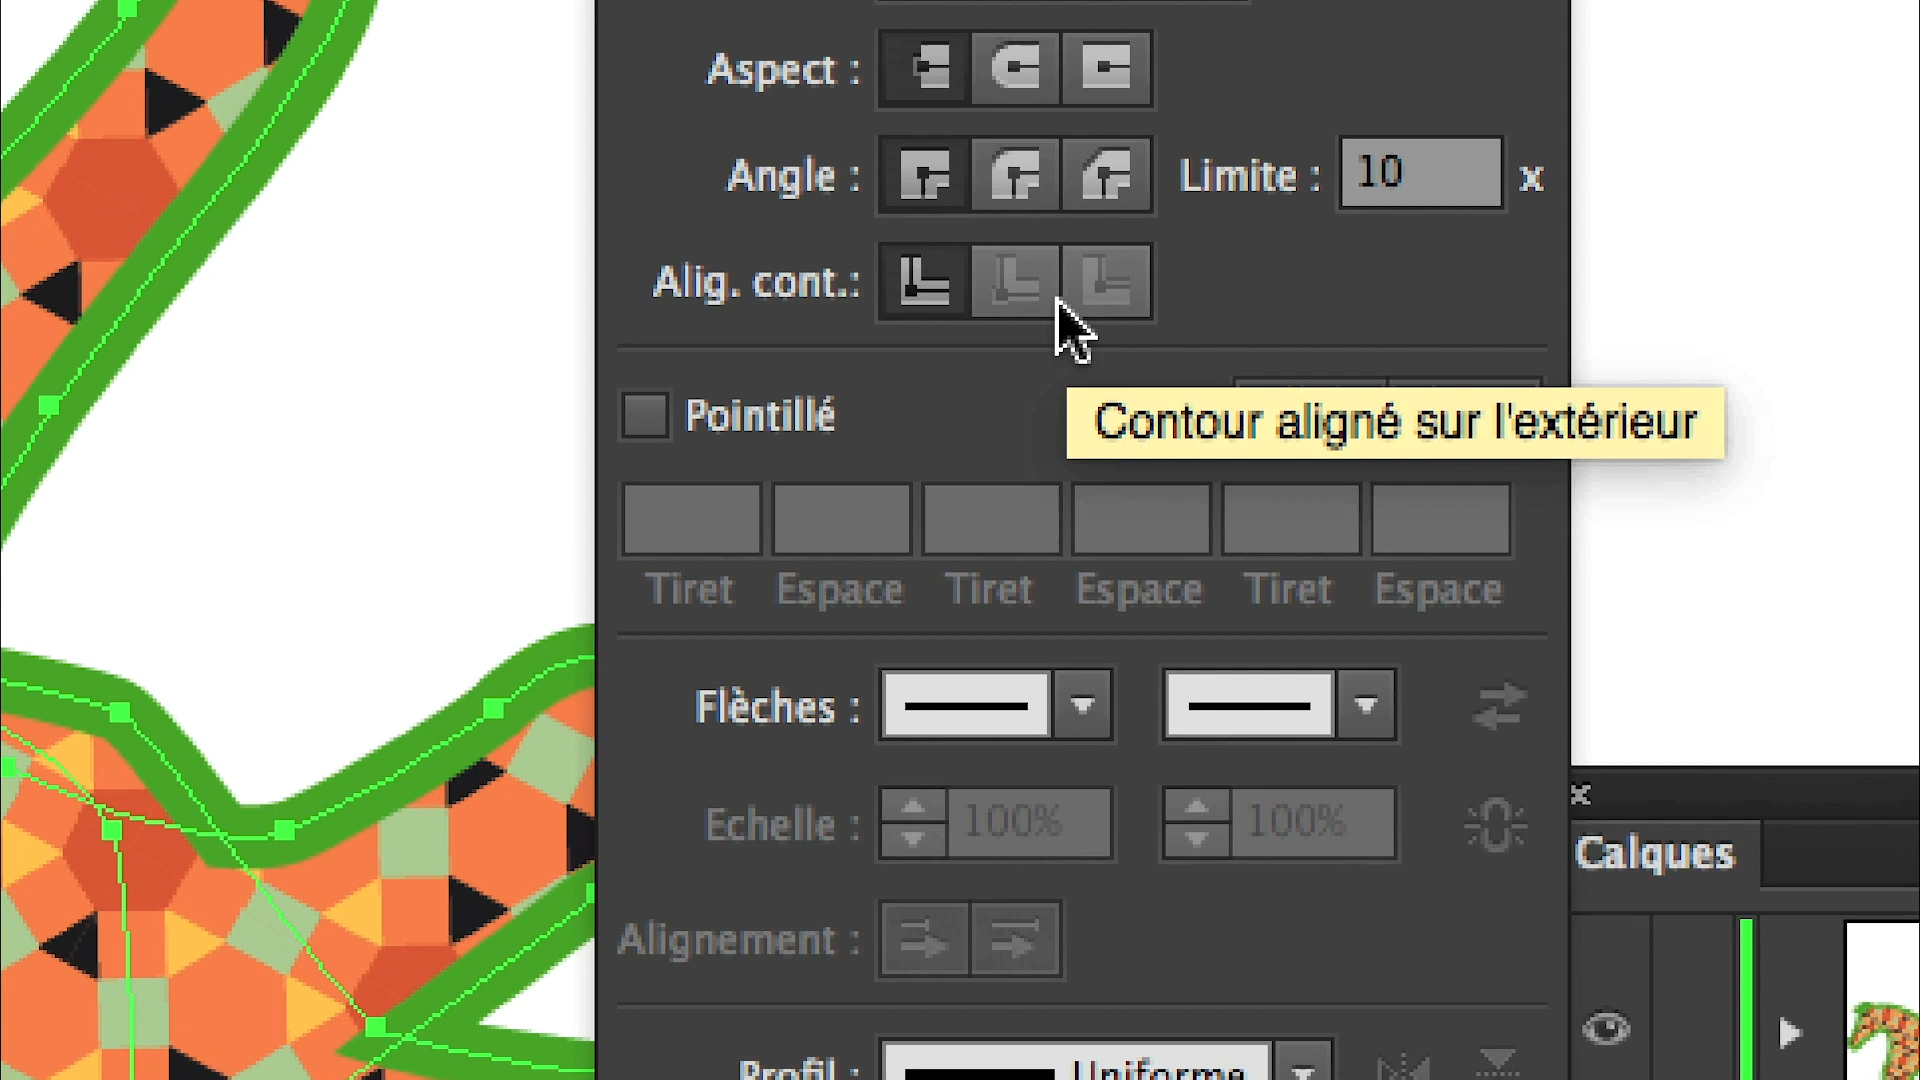 Aspect :
Angle :
Limite : 10 x
Alig. cont.:
Pointillé
Contour aligné sur l'extérieur
Tiret Espace Tiret Espace Tiret Espace
Flèches :
Echelle : 100% 100%
Calques
Alignement :
Profil : Uniforme